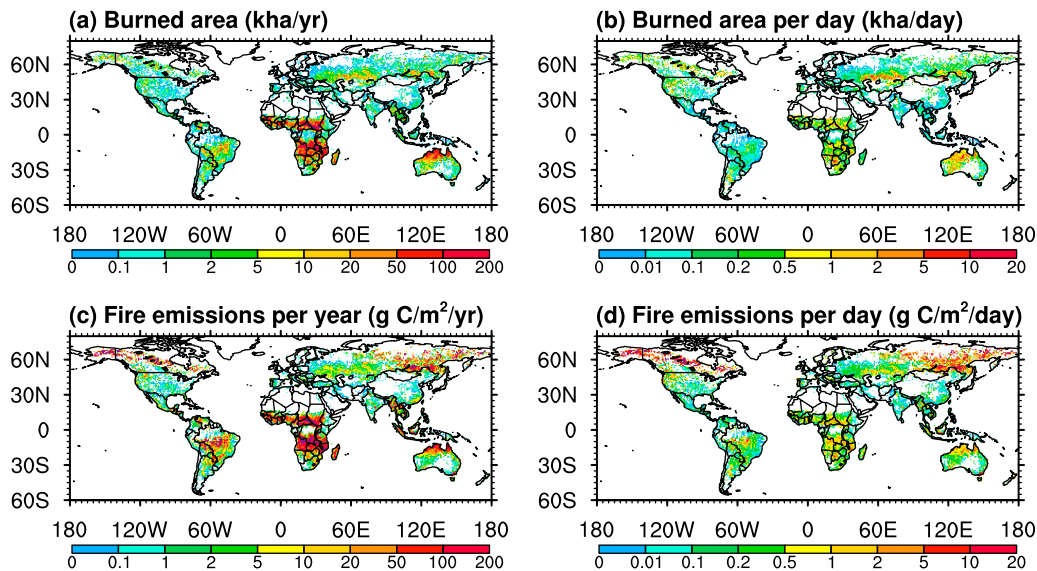 (a) Burned area (kha/yr)
(b) Burned area per day (kha/day)
60N
30N
0
30S
60S
180 120W 60W 0 60E 120E 180
0 0.1 1 2 5 10 20 50 100 200
60N
30N
0
30S
60S
180 120W 60W 0 60E 120E 180
0 0.01 0.1 0.2 0.5 1 2 5 10 20
(c) Fire emissions per year (g C/m²/yr)
(d) Fire emissions per day (g C/m²/day)
60N
30N
0
30S
60S
180 120W 60W 0 60E 120E 180
0 0.1 1 2 5 10 20 50 100 200
60N
30N
0
30S
60S
180 120W 60W 0 60E 120E 180
0 0.01 0.1 0.2 0.5 1 2 5 10 20